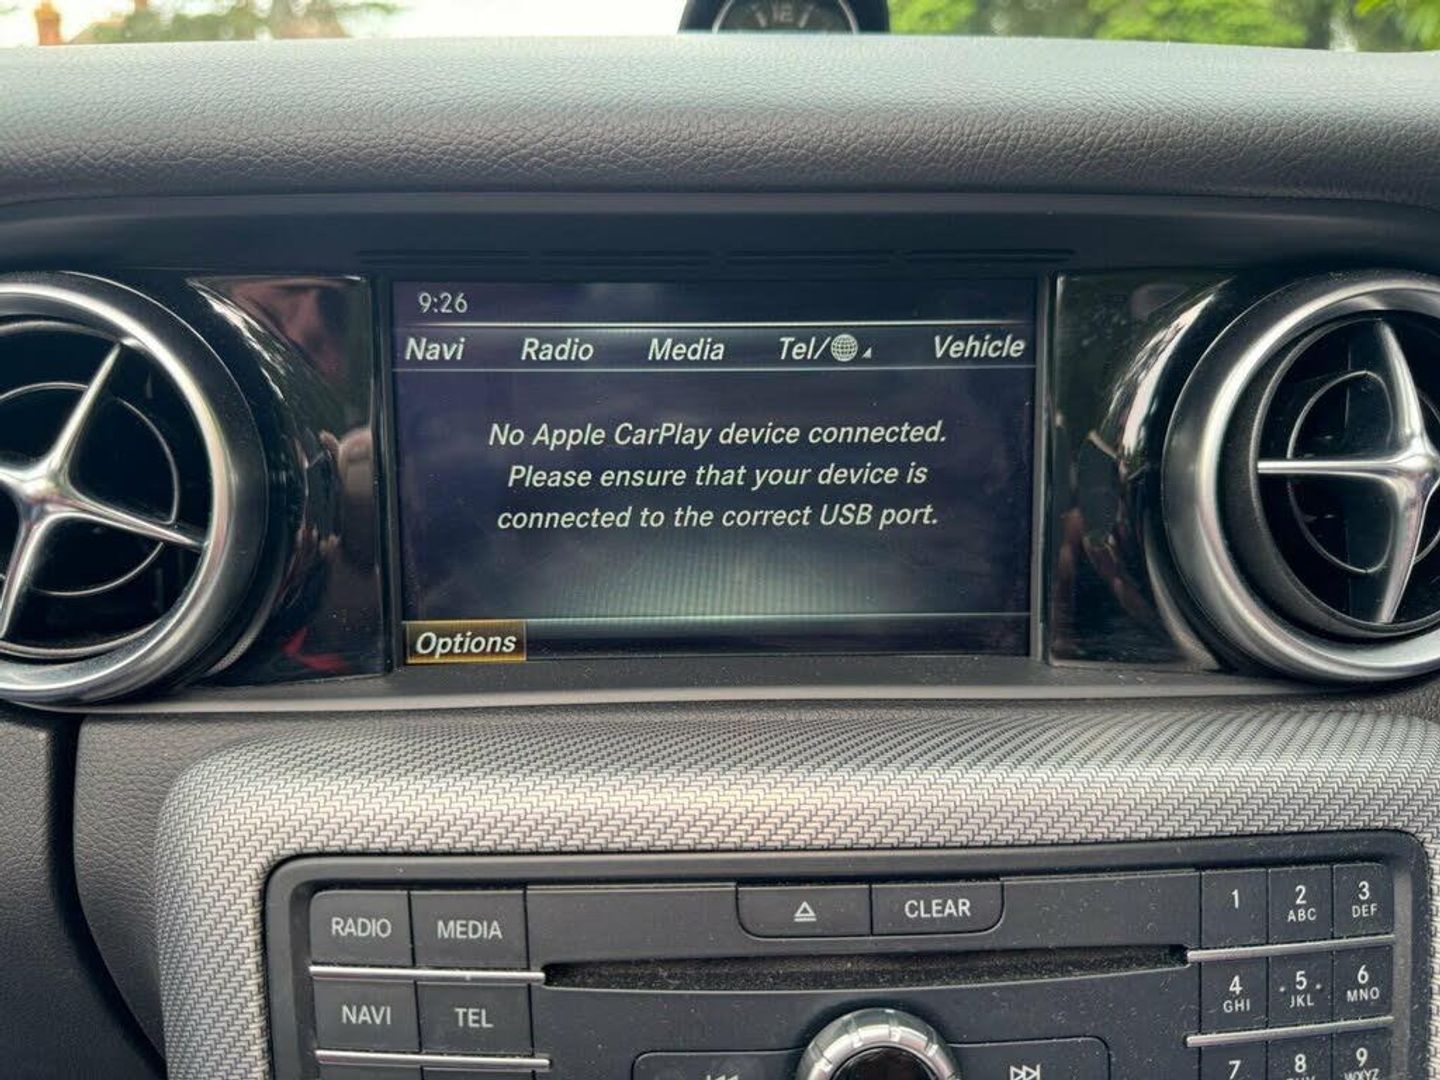 12
9:26
Navi Radio Media Tel/ Vehicle
No Apple CarPlay device connected.
Please ensure that your device is
connected to the correct USB port.
Options
RADIO MEDIA CLEAR 1 2 ABC 3 DEF
4 GHI 5 JKL 6 MNO
NAVI TEL
7 8 9 WXYZ